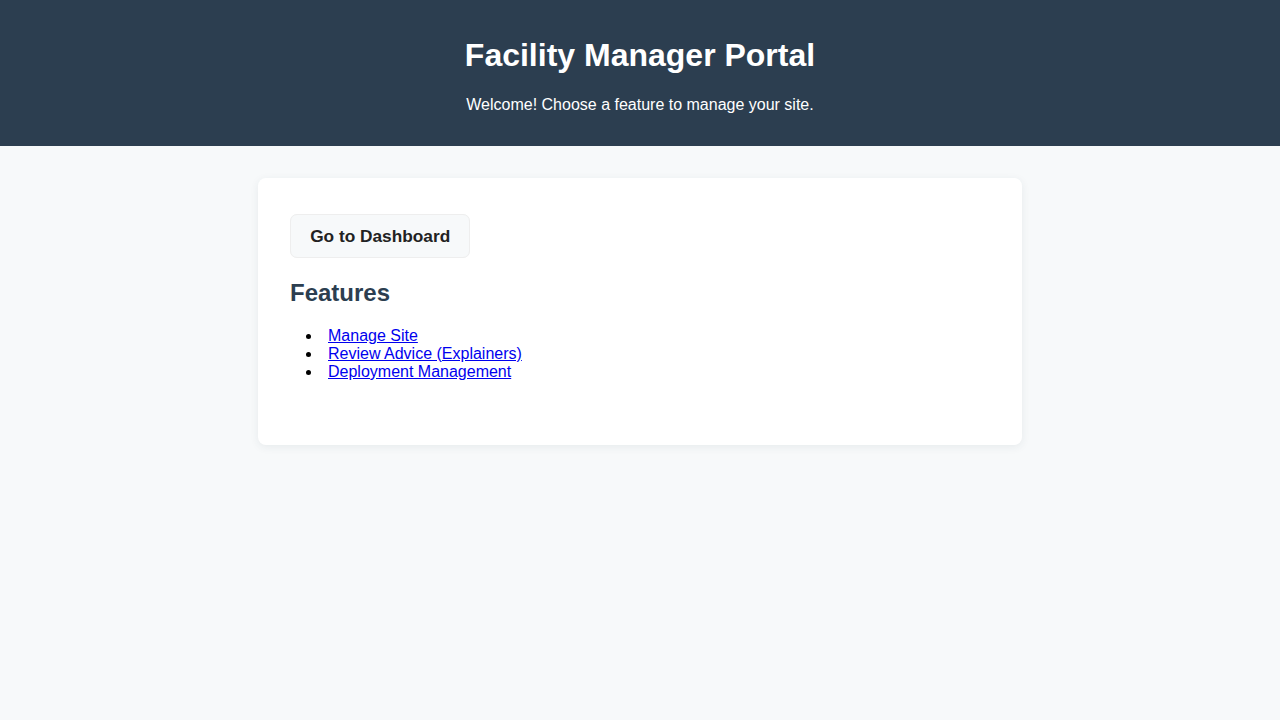 Facility Manager Portal
Welcome! Choose a feature to manage your site.
Go to Dashboard
Features
Manage Site
Review Advice (Explainers)
Deployment Management